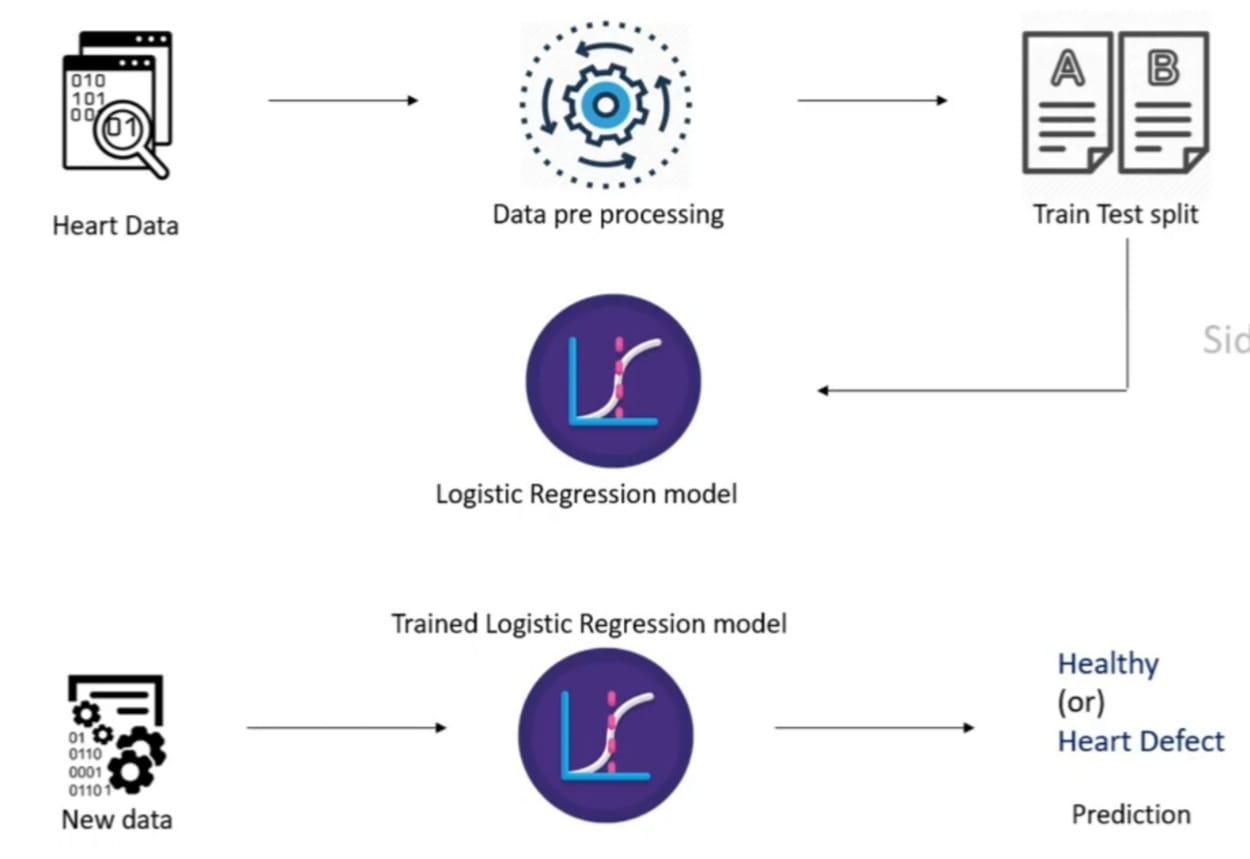 010
101
00
01
A
B
Heart Data
Data pre processing
Train Test split
Sid
Logistic Regression model
Trained Logistic Regression model
01
0110
0001
01101
New data
Healthy
(or)
Heart Defect
Prediction